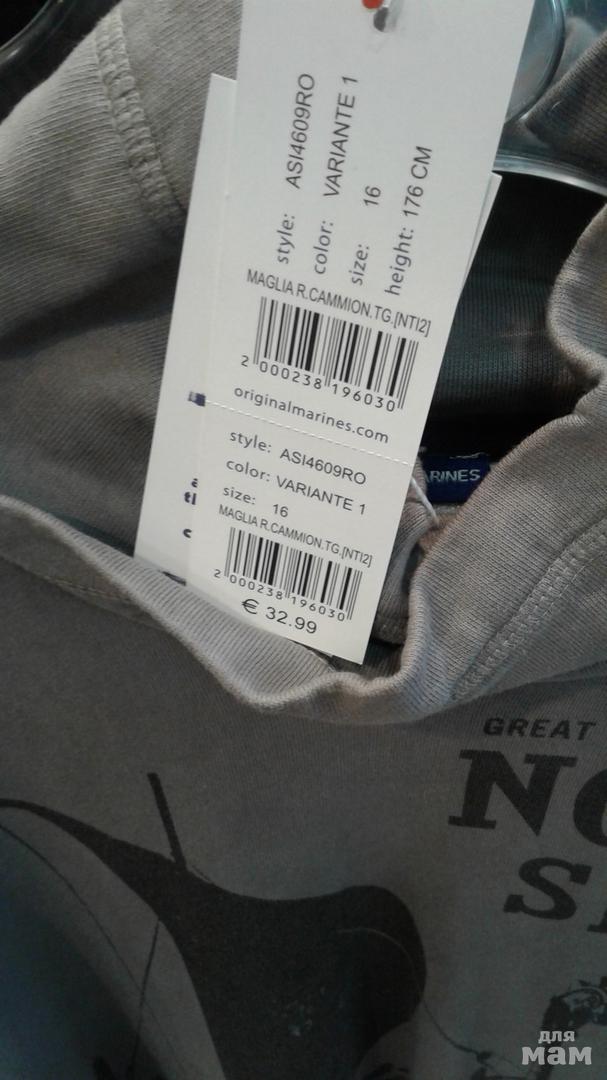 style: ASI4609RO
color: VARIANTE 1
size: 16
height: 176 CM
MAGLIA R.CAMMION.TG.[NTI2]
2 000238 196030
originalmarines.com
style: ASI4609RO
color: VARIANTE 1
size: 16
MAGLIA R.CAMMION.TG.[NTI2]
2 000238 196030
€ 32.99
ARINES
GREAT
для
мам